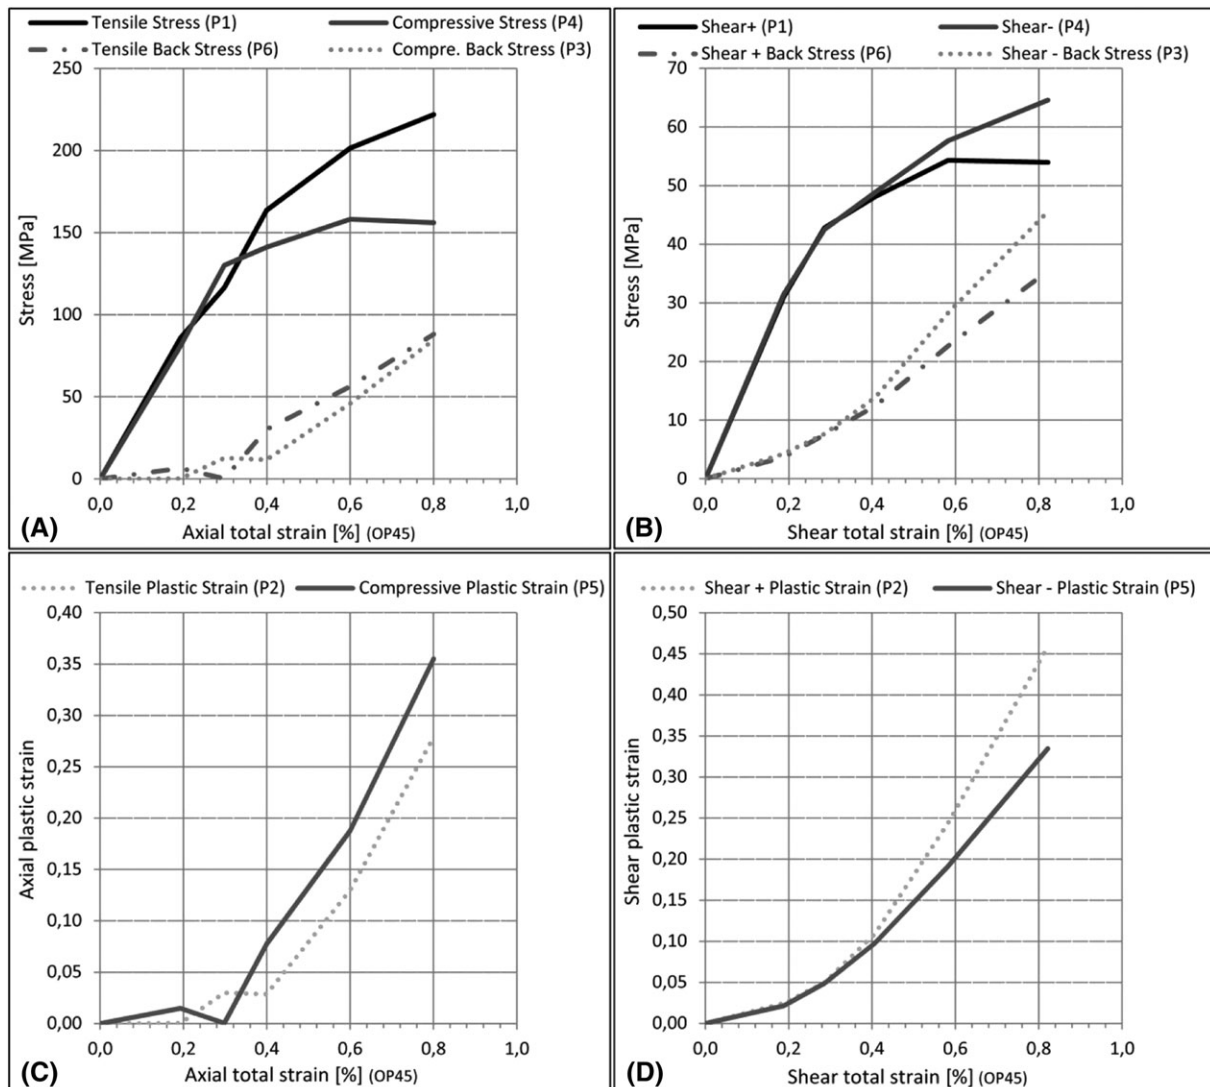 Tensile Stress (P1) Compressive Stress (P4)
Tensile Back Stress (P6) Compre. Back Stress (P3)
250
200
150
100
50
0
Stress [MPa]
0,0 0,2 0,4 0,6 0,8 1,0
(A) Axial total strain [%] (OP45)
Shear+ (P1) Shear- (P4)
Shear + Back Stress (P6) Shear - Back Stress (P3)
70
60
50
40
30
20
10
0
Stress [MPa]
0,0 0,2 0,4 0,6 0,8 1,0
(B) Shear total strain [%] (OP45)
Tensile Plastic Strain (P2) Compressive Plastic Strain (P5)
0,40
0,35
0,30
0,25
0,20
0,15
0,10
0,05
0,00
Axial plastic strain
0,0 0,2 0,4 0,6 0,8 1,0
(C) Axial total strain [%] (OP45)
Shear + Plastic Strain (P2) Shear - Plastic Strain (P5)
0,50
0,45
0,40
0,35
0,30
0,25
0,20
0,15
0,10
0,05
0,00
Shear plastic strain
0,0 0,2 0,4 0,6 0,8 1,0
(D) Shear total strain [%] (OP45)